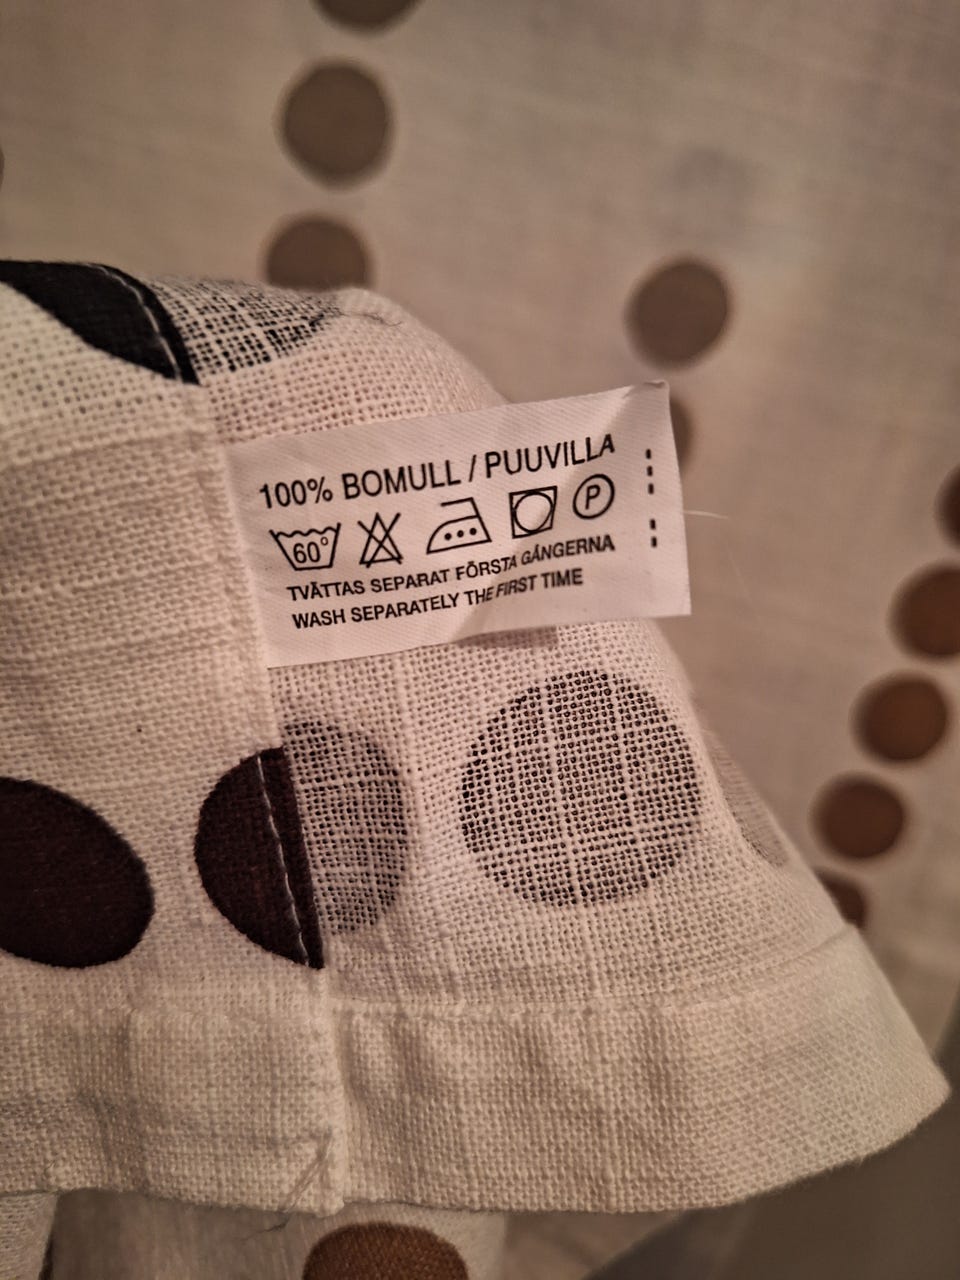 100% BOMULL / PUUVILLA
60° P
TVÄTTAS SEPARAT FÖRSTA GÅNGERNA
WASH SEPARATELY THE FIRST TIME